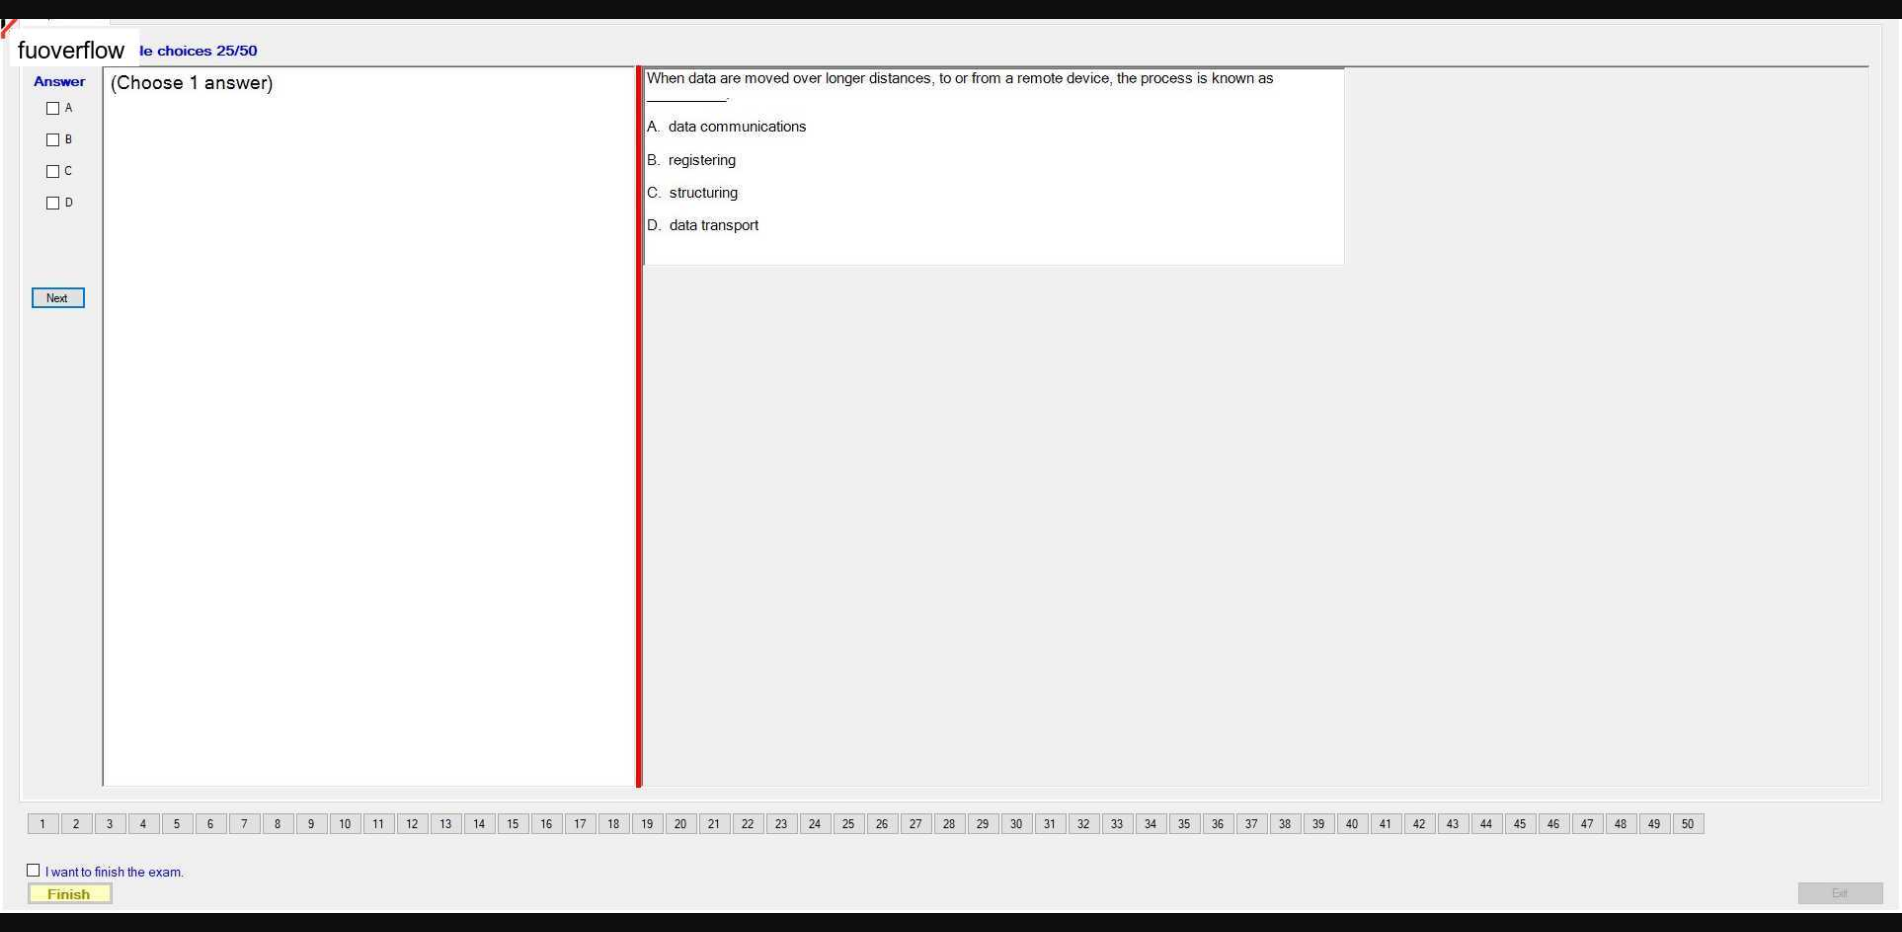 fuoverflow
le choices 25/50
Answer
(Choose 1 answer)
A
B
C
D
Next
When data are moved over longer distances, to or from a remote device, the process is known as
__________.
A. data communications
B. registering
C. structuring
D. data transport
1 2 3 4 5 6 7 8 9 10 11 12 13 14 15 16 17 18 19 20 21 22 23 24 25 26 27 28 29 30 31 32 33 34 35 36 37 38 39 40 41 42 43 44 45 46 47 48 49 50
I want to finish the exam.
Finish
Exit